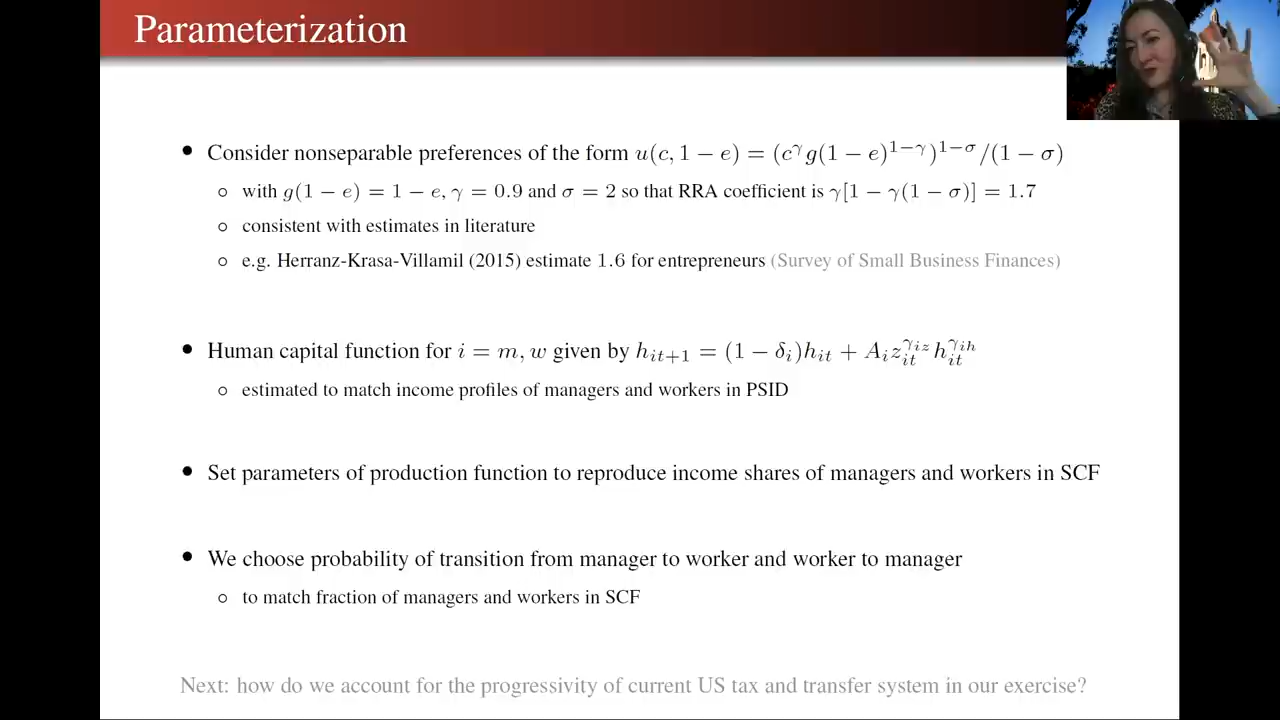 Parameterization
• Consider nonseparable preferences of the form u(c, 1 − e) = (c^γ g(1 − e)^{1−γ})^{1−σ}/(1 − σ)
◦ with g(1 − e) = 1 − e, γ = 0.9 and σ = 2 so that RRA coefficient is γ[1 − γ(1 − σ)] = 1.7
◦ consistent with estimates in literature
◦ e.g. Herranz-Krasa-Villamil (2015) estimate 1.6 for entrepreneurs (Survey of Small Business Finances)
• Human capital function for i = m, w given by h_{it+1} = (1 − δ_i)h_{it} + A_i z_{it}^{γ_{iz}} h_{it}^{γ_{ih}}
◦ estimated to match income profiles of managers and workers in PSID
• Set parameters of production function to reproduce income shares of managers and workers in SCF
• We choose probability of transition from manager to worker and worker to manager
◦ to match fraction of managers and workers in SCF
Next: how do we account for the progressivity of current US tax and transfer system in our exercise?